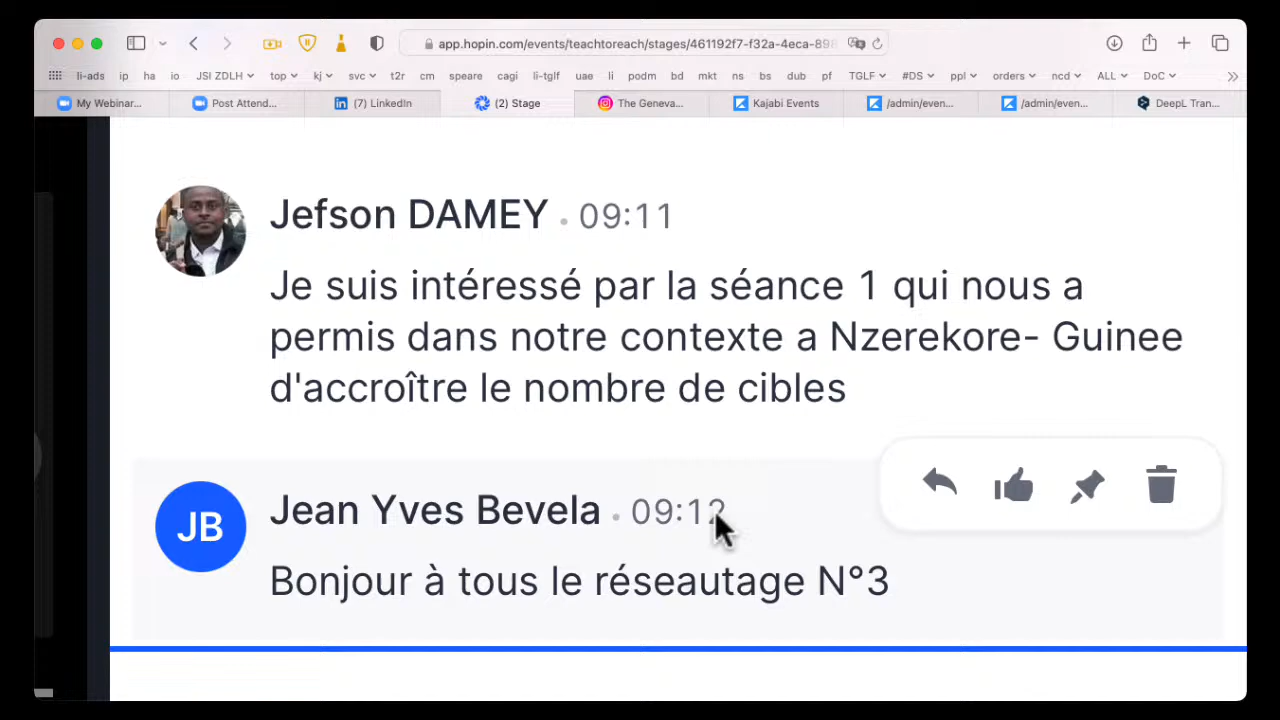 app.hopin.com/events/teachtoreach/stages/461192f7-f32a-4eca-898
li-ads ip ha io JSI ZDLH top kj svc t2r cm speare cagi li-tglf uae li podm bd mkt ns bs dub pf TGLF #DS ppl orders ncd ALL DoC
My Webinar... Post Attend... (7) LinkedIn (2) Stage The Geneva... Kajabi Events /admin/even... /admin/even... DeepL Tran...
Jefson DAMEY • 09:11
Je suis intéressé par la séance 1 qui nous a
permis dans notre contexte a Nzerekore- Guinee
d'accroître le nombre de cibles
JB
Jean Yves Bevela • 09:12
Bonjour à tous le réseautage N°3